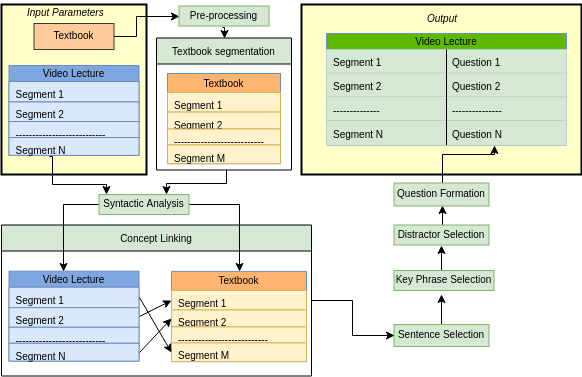 Input Parameters
Textbook
Video Lecture
Segment 1
Segment 2
---------------------------
Segment N
Pre-processing
Textbook segmentation
Textbook
Segment 1
Segment 2
---------------------------
Segment M
Output
Video Lecture
Segment 1 Question 1
Segment 2 Question 2
-------------- ---------------
Segment N Question N
Syntactic Analysis
Concept Linking
Video Lecture
Segment 1
Segment 2
---------------------------
Segment N
Textbook
Segment 1
Segment 2
---------------------------
Segment M
Question Formation
Distractor Selection
Key Phrase Selection
Sentence Selection